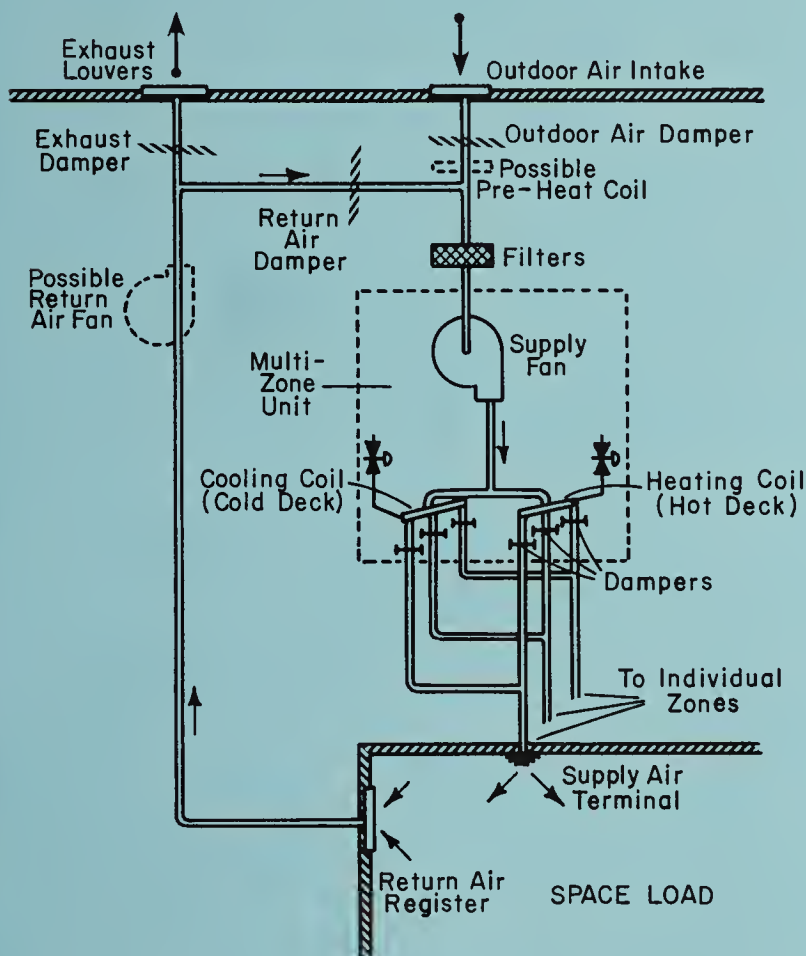 Exhaust
Louvers
Outdoor Air Intake
Exhaust
Damper
Outdoor Air Damper
Possible
Pre-Heat Coil
Return
Air
Damper
Filters
Possible
Return
Air Fan
Multi-
Zone
Unit
Supply
Fan
Cooling Coil
(Cold Deck)
Heating Coil
(Hot Deck)
Dampers
To Individual
Zones
Supply Air
Terminal
Return Air
Register
SPACE LOAD